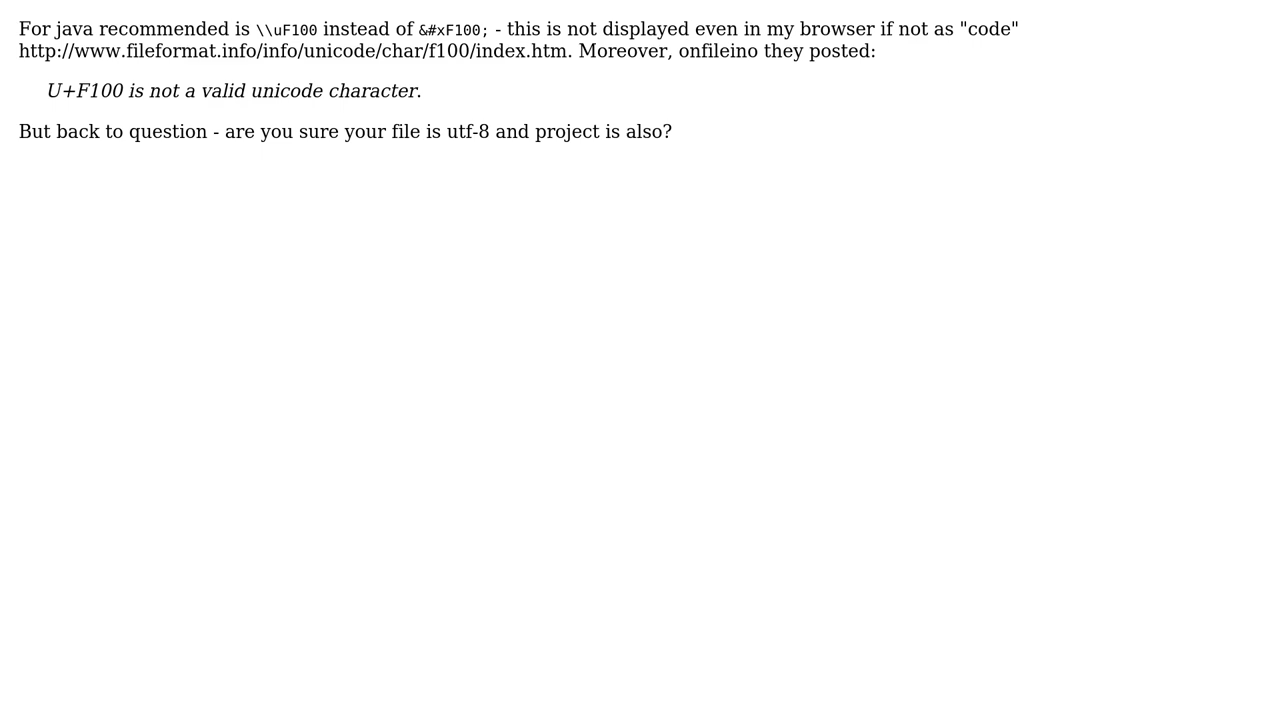 For java recommended is \\uF100 instead of &#xF100; - this is not displayed even in my browser if not as "code"
http://www.fileformat.info/info/unicode/char/f100/index.htm. Moreover, onfileino they posted:
U+F100 is not a valid unicode character.
But back to question - are you sure your file is utf-8 and project is also?